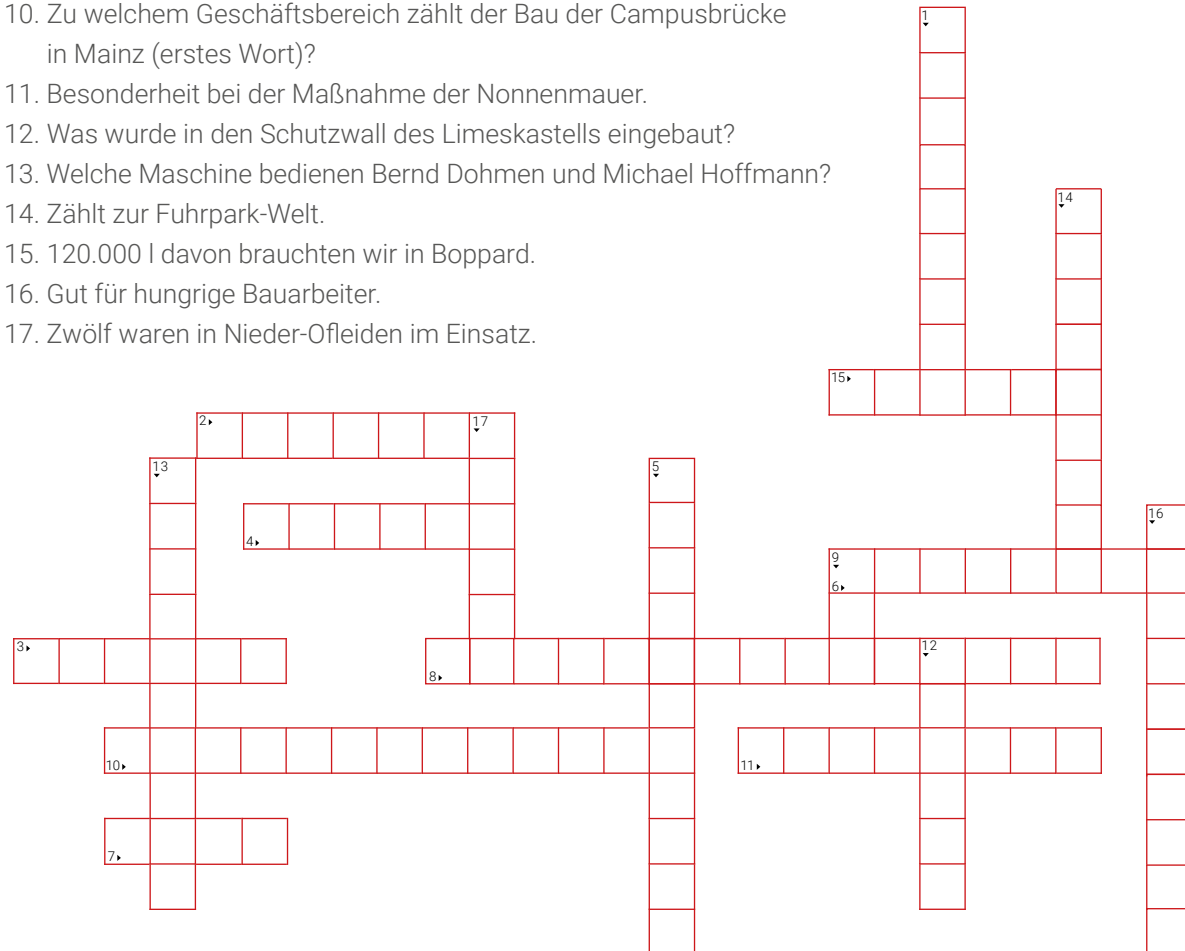 10. Zu welchem Geschäftsbereich zählt der Bau der Campusbrücke
in Mainz (erstes Wort)?
11. Besonderheit bei der Maßnahme der Nonnenmauer.
12. Was wurde in den Schutzwall des Limeskastells eingebaut?
13. Welche Maschine bedienen Bernd Dohmen und Michael Hoffmann?
14. Zählt zur Fuhrpark-Welt.
15. 120.000 l davon brauchten wir in Boppard.
16. Gut für hungrige Bauarbeiter.
17. Zwölf waren in Nieder-Ofleiden im Einsatz.
1
14
15
2
17
13
5
4
16
9
6
3
8
12
10
11
7